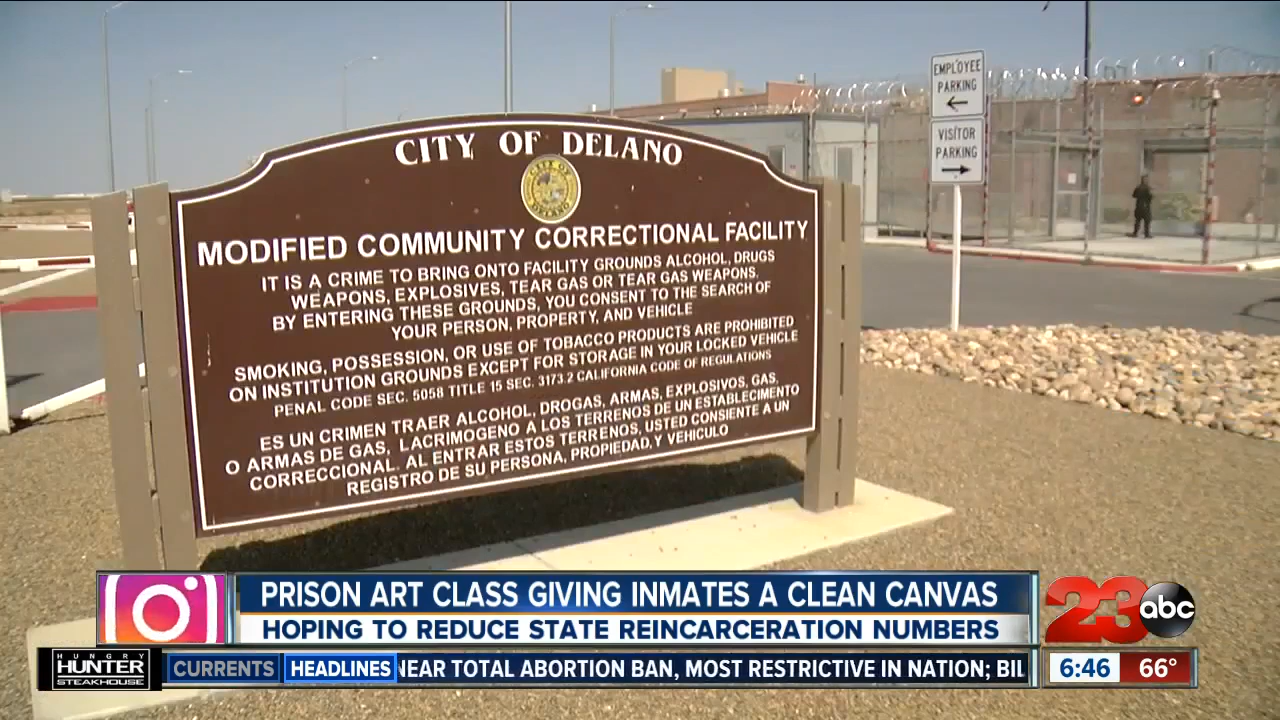 CITY OF DELANO
MODIFIED COMMUNITY CORRECTIONAL FACILITY
IT IS A CRIME TO BRING ONTO FACILITY GROUNDS ALCOHOL, DRUGS
WEAPONS, EXPLOSIVES, TEAR GAS OR TEAR GAS WEAPONS.
BY ENTERING THESE GROUNDS, YOU CONSENT TO THE SEARCH OF
YOUR PERSON, PROPERTY, AND VEHICLE
SMOKING, POSSESSION, OR USE OF TOBACCO PRODUCTS ARE PROHIBITED
ON INSTITUTION GROUNDS EXCEPT FOR STORAGE IN YOUR LOCKED VEHICLE
PENAL CODE SEC. 5058 TITLE 15 SEC. 3173.2 CALIFORNIA CODE OF REGULATIONS
ES UN CRIMEN TRAER ALCOHOL, DROGAS, ARMAS, EXPLOSIVOS, GAS,
O ARMAS DE GAS, LACRIMOGENO A LOS TERRENOS DE UN ESTABLECIMENTO
CORRECCIONAL. AL ENTRAR ESTOS TERRENOS, USTED CONSIENTE A UN
REGISTRO DE SU PERSONA, PROPIEDAD, Y VEHICULO
EMPLOYEE
PARKING
VISITOR
PARKING
PRISON ART CLASS GIVING INMATES A CLEAN CANVAS
HOPING TO REDUCE STATE REINCARCERATION NUMBERS
23 abc
HUNGRY
HUNTER
STEAKHOUSE
CURRENTS HEADLINES NEAR TOTAL ABORTION BAN, MOST RESTRICTIVE IN NATION; BIL
6:46 66°